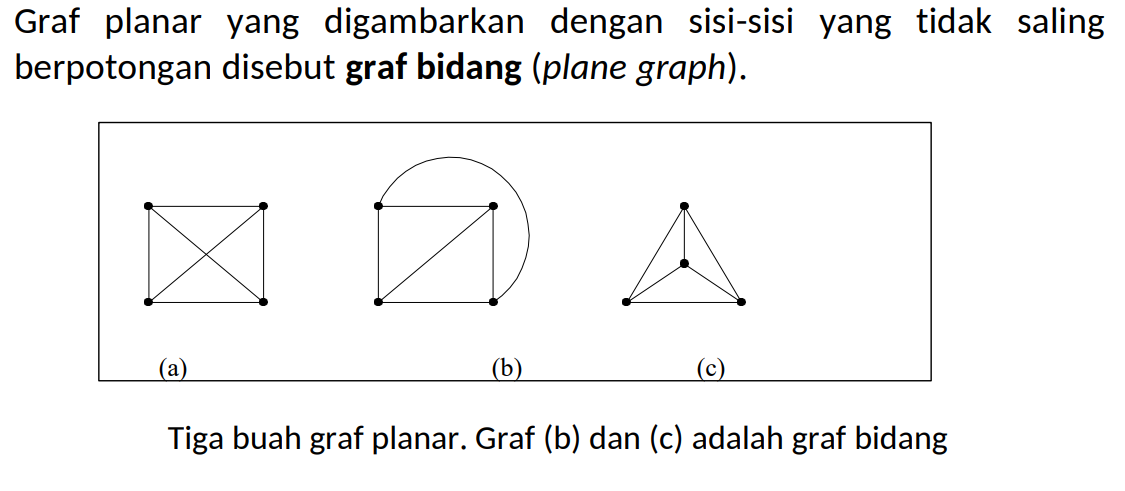 Graf planar yang digambarkan dengan sisi-sisi yang tidak saling
berpotongan disebut graf bidang (plane graph).
(a) (b) (c)
Tiga buah graf planar. Graf (b) dan (c) adalah graf bidang